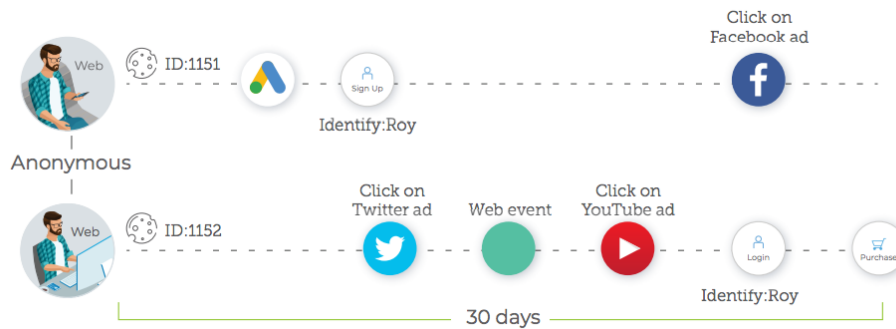 Click on
Facebook ad
Web
ID:1151
Sign Up
f
Identify:Roy
Anonymous
Click on
Twitter ad
Web event
Click on
YouTube ad
Web
ID:1152
Login
Purchase
Identify:Roy
30 days